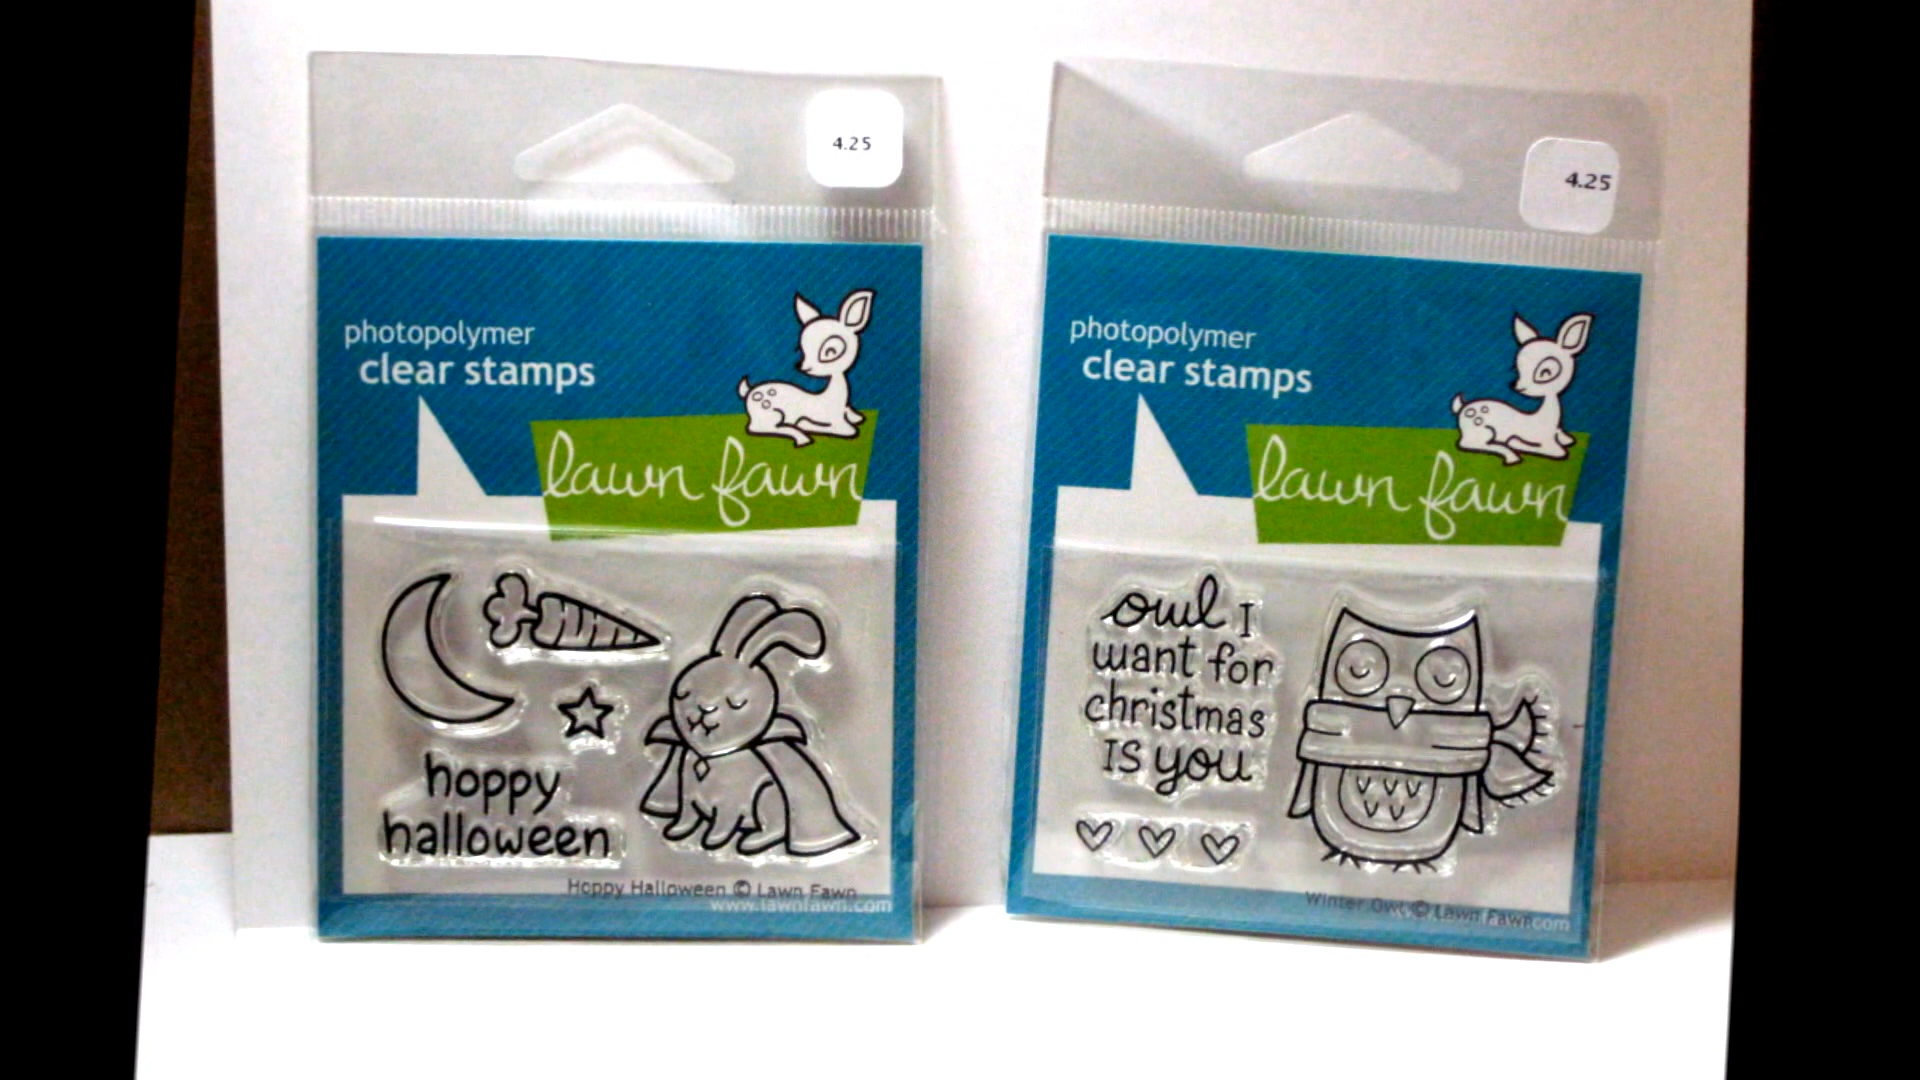 4.25
photopolymer
clear stamps
lawn fawn
hoppy
halloween
Hoppy Halloween © Lawn Fawn
www.lawnfawn.com
4.25
photopolymer
clear stamps
lawn fawn
owl I
want for
christmas
IS you
Winter Owl © Lawn Fawn
.com